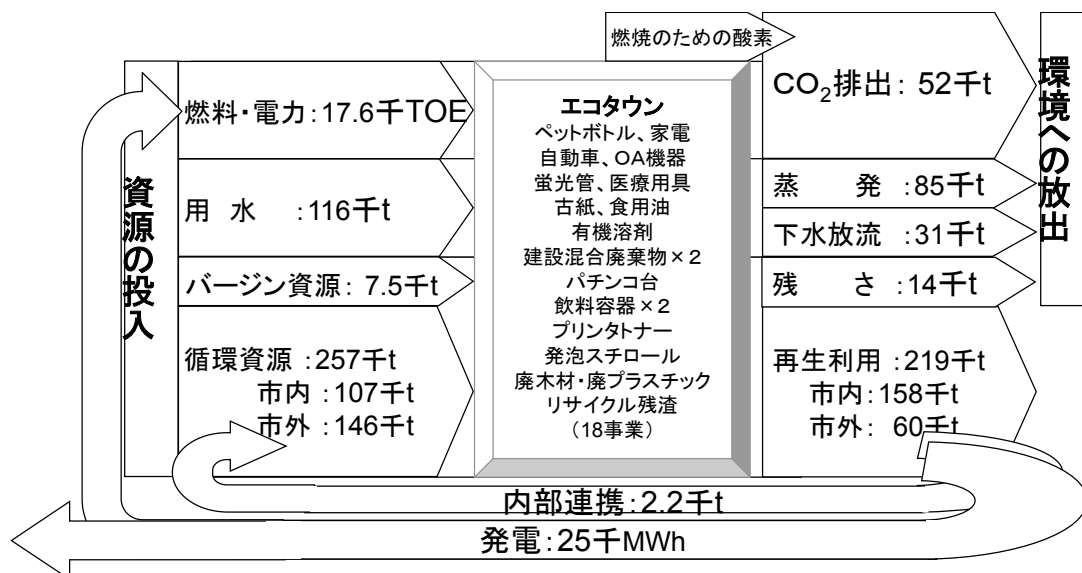 燃焼のための酸素
資源の投入
燃料・電力:17.6千TOE
用 水 :116千t
バージン資源: 7.5千t
循環資源 :257千t
市内 :107千t
市外 :146千t
エコタウン
ペットボトル、家電
自動車、OA機器
蛍光管、医療用具
古紙、食用油
有機溶剤
建設混合廃棄物×2
パチンコ台
飲料容器×2
プリンタトナー
発泡スチロール
廃木材・廃プラスチック
リサイクル残渣
(18事業)
CO₂排出: 52千t
蒸 発 :85千t
下水放流 :31千t
残 さ :14千t
再生利用 :219千t
市内:158千t
市外: 60千t
環境への放出
内部連携:2.2千t
発電:25千MWh